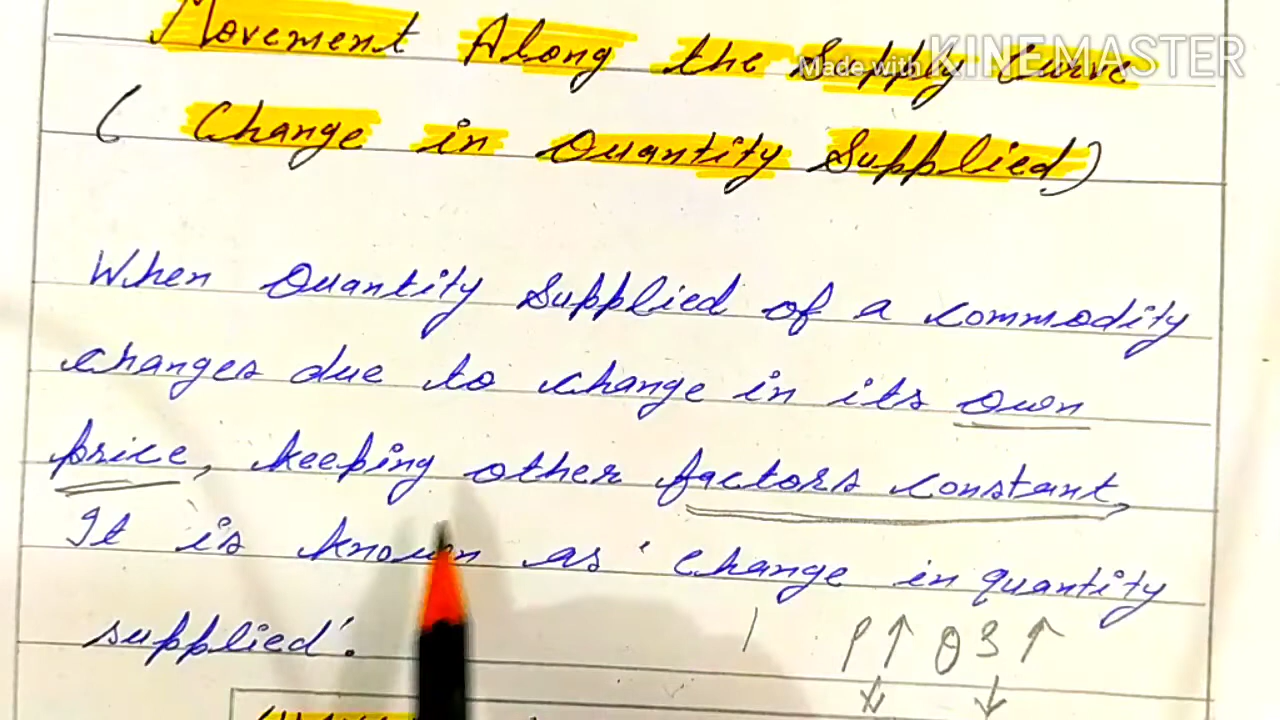 Movement Along the Supply Curve
Made with KINEMASTER
(Change in Quantity Supplied)
When Quantity Supplied of a commodity
changes due to change in its own
price, keeping other factors constant,
It is known as 'change in quantity
supplied'.
P↑ QS↑
↓ ↓